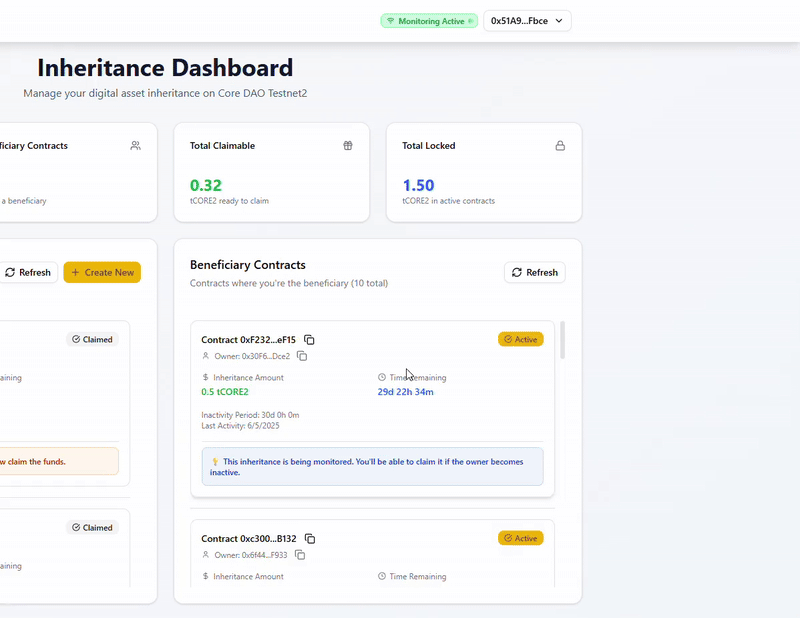 Monitoring Active
0x51A9...Fbce
Inheritance Dashboard
Manage your digital asset inheritance on Core DAO Testnet2
ficiary Contracts
a beneficiary
Total Claimable
0.32
tCORE2 ready to claim
Total Locked
1.50
tCORE2 in active contracts
Refresh
+ Create New
Claimed
aining
w claim the funds.
Claimed
aining
Beneficiary Contracts
Contracts where you're the beneficiary (10 total)
Refresh
Contract 0xF232...eF15
Active
Owner: 0x30F6...Dce2
$ Inheritance Amount
Time Remaining
0.5 tCORE2
29d 22h 34m
Inactivity Period: 30d 0h 0m
Last Activity: 6/5/2025
💡 This inheritance is being monitored. You'll be able to claim it if the owner becomes
inactive.
Contract 0xc300...B132
Active
Owner: 0x6f44...F933
$ Inheritance Amount
Time Remaining